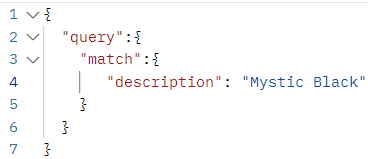 1 {
2 "query":{
3 "match":{
4 "description": "Mystic Black"
5 }
6 }
7 }